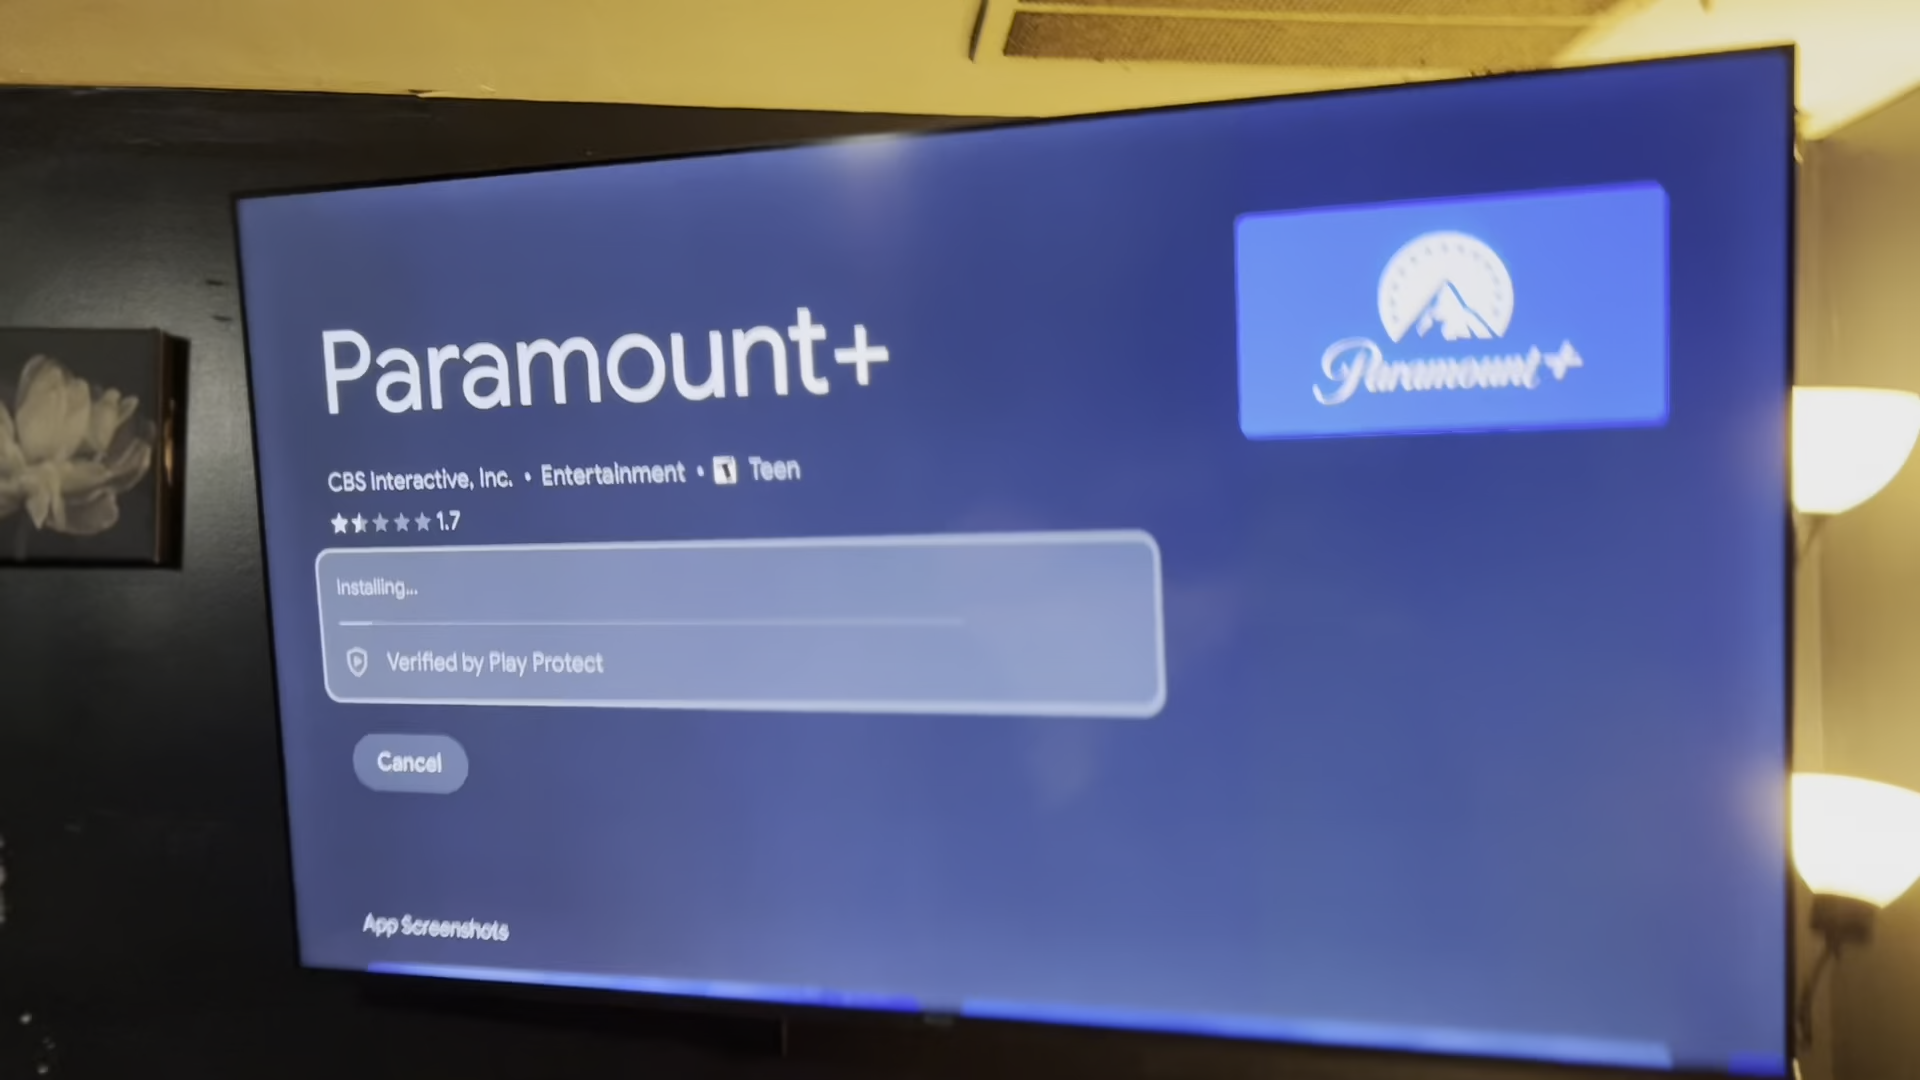 Paramount+
Paramount+
CBS Interactive, Inc. • Entertainment • T Teen
1.7
Installing...
Verified by Play Protect
Cancel
App Screenshots